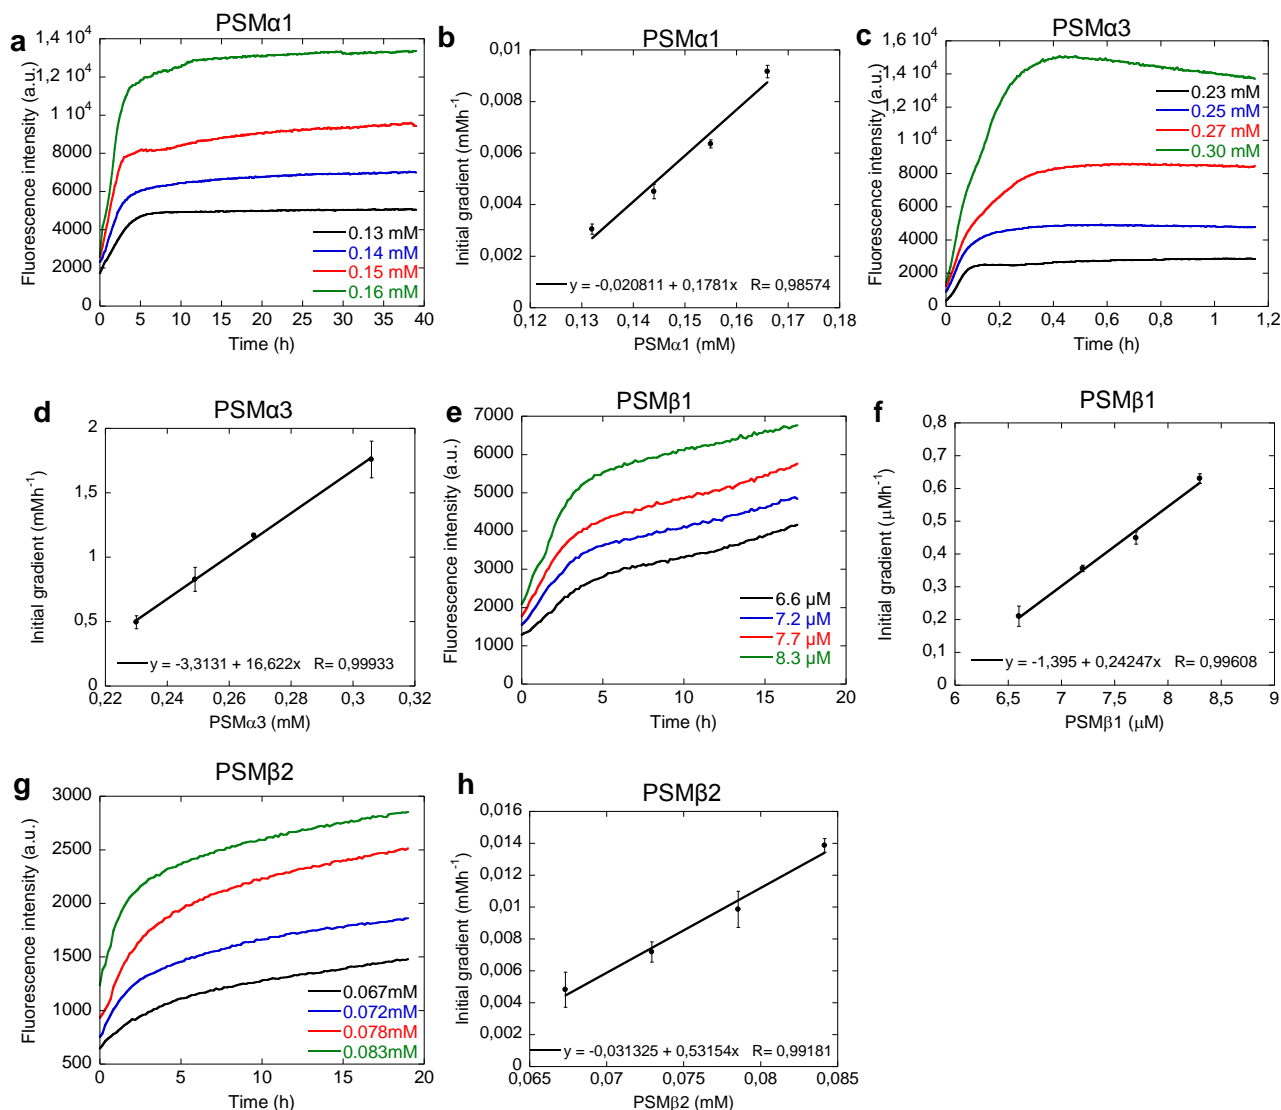 a
PSMα1
Fluorescence intensity (a.u.)
1,4 10⁴
1,2 10⁴
1 10⁴
8000
6000
4000
2000
0
0 5 10 15 20 25 30 35 40
Time (h)
0.13 mM
0.14 mM
0.15 mM
0.16 mM
b
PSMα1
Initial gradient (mMh⁻¹)
0,01
0,008
0,006
0,004
0,002
0
y = -0,020811 + 0,1781x R= 0,98574
0,12 0,13 0,14 0,15 0,16 0,17 0,18
PSMα1 (mM)
c
PSMα3
Fluorescence intensity (a.u.)
1,6 10⁴
1,4 10⁴
1,2 10⁴
1 10⁴
8000
6000
4000
2000
0
0.23 mM
0.25 mM
0.27 mM
0.30 mM
0 0,2 0,4 0,6 0,8 1 1,2
Time (h)
d
PSMα3
Initial gradient (mMh⁻¹)
2
1,5
1
0,5
0
y = -3,3131 + 16,622x R= 0,99933
0,22 0,24 0,26 0,28 0,3 0,32
PSMα3 (mM)
e
PSMβ1
Fluorescence intensity (a.u.)
7000
6000
5000
4000
3000
2000
1000
0
6.6 µM
7.2 µM
7.7 µM
8.3 µM
0 5 10 15 20
Time (h)
f
PSMβ1
Initial gradient (µMh⁻¹)
0,8
0,7
0,6
0,5
0,4
0,3
0,2
0,1
0
y = -1,395 + 0,24247x R= 0,99608
6 6,5 7 7,5 8 8,5 9
PSMβ1 (µM)
g
PSMβ2
Fluorescence intensity (a.u.)
3000
2500
2000
1500
1000
500
0.067mM
0.072mM
0.078mM
0.083mM
0 5 10 15 20
Time (h)
h
PSMβ2
Initial gradient (mMh⁻¹)
0,016
0,014
0,012
0,01
0,008
0,006
0,004
0,002
0
y = -0,031325 + 0,53154x R= 0,99181
0,065 0,07 0,075 0,08 0,085
PSMβ2 (mM)